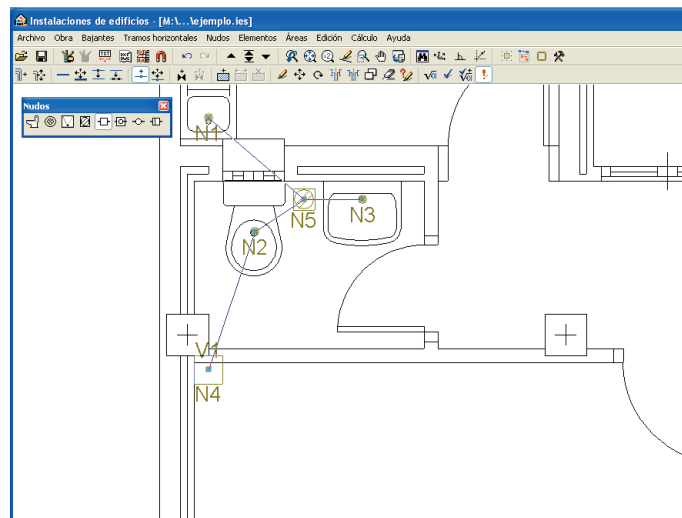 Instalaciones de edificios - [M:\...\ejemplo.ies]
Archivo Obra Bajantes Tramos horizontales Nudos Elementos Áreas Edición Cálculo Ayuda
Nudos
N1
N5
N3
N2
V1
N4